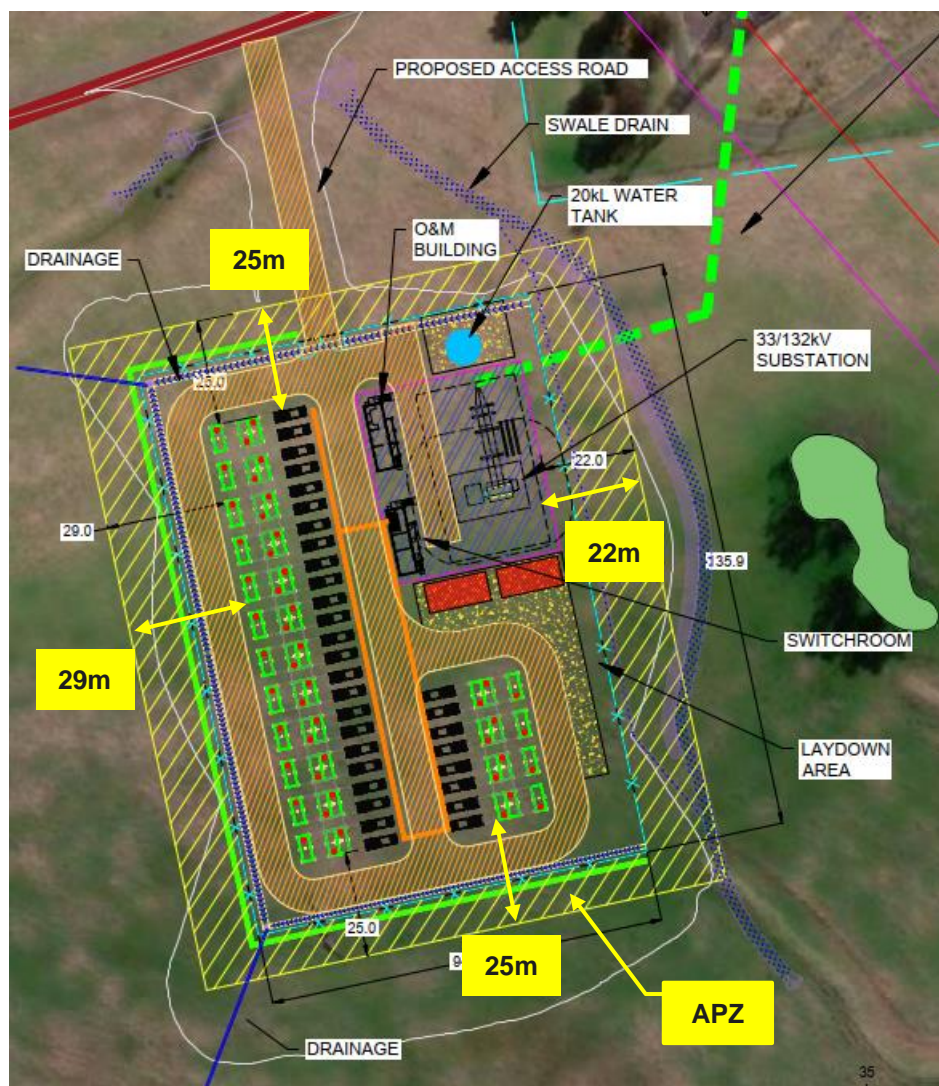 PROPOSED ACCESS ROAD
SWALE DRAIN
20kL WATER
TANK
O&M
BUILDING
DRAINAGE
25m
25.0
33/132kV
SUBSTATION
22.0
29.0
22m
135.9
SWITCHROOM
29m
LAYDOWN
AREA
25.0
25m
APZ
DRAINAGE
35